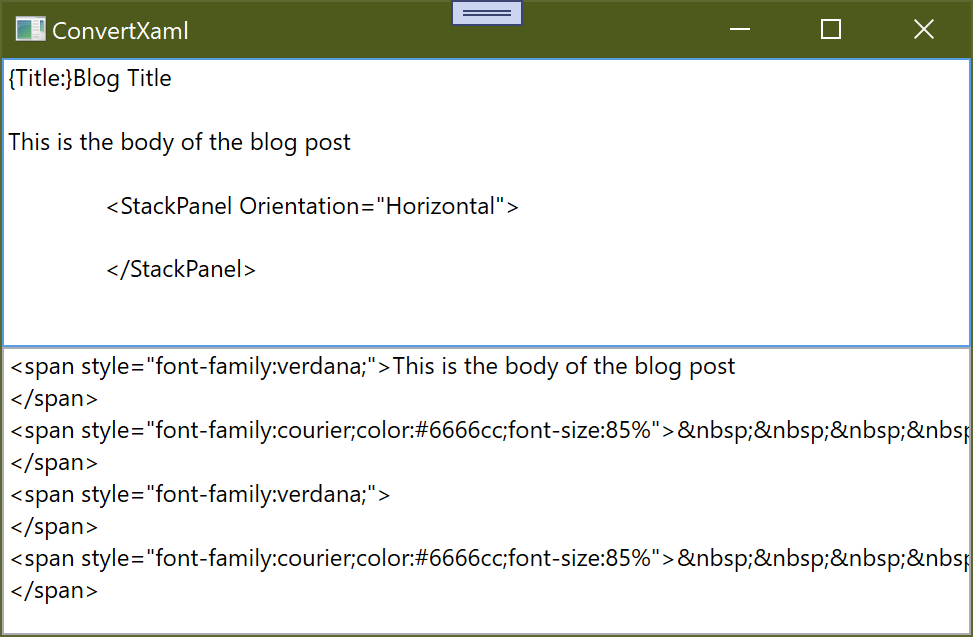 ConvertXaml
{Title:}Blog Title
This is the body of the blog post
<StackPanel Orientation="Horizontal">
</StackPanel>
<span style="font-family:verdana;">This is the body of the blog post
</span>
<span style="font-family:courier;color:#6666cc;font-size:85%">&nbsp;&nbsp;&nbsp;&nbsp
</span>
<span style="font-family:verdana;">
</span>
<span style="font-family:courier;color:#6666cc;font-size:85%">&nbsp;&nbsp;&nbsp;&nbsp
</span>